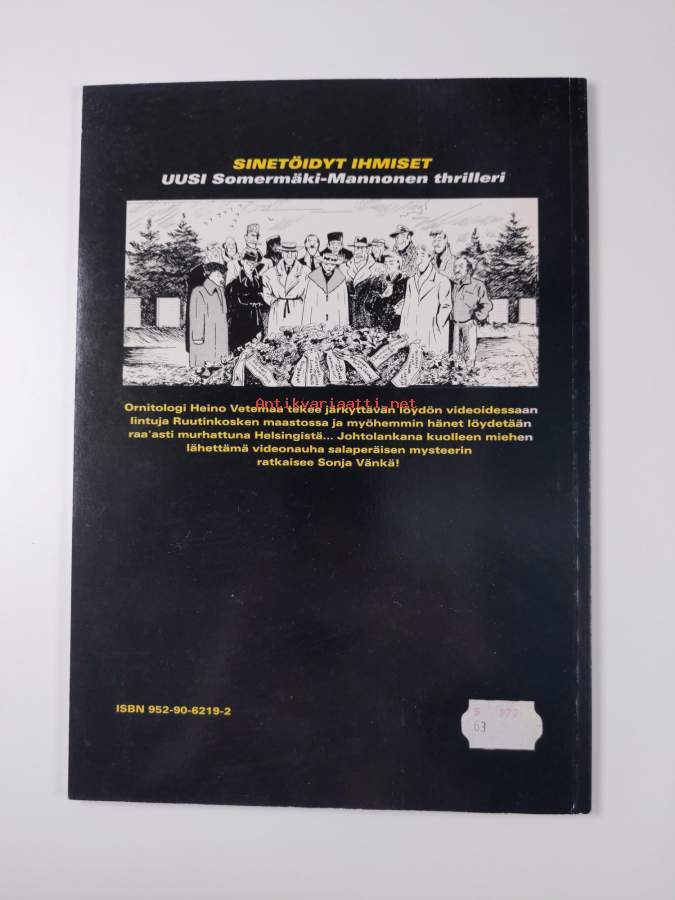 SINETÖIDYT IHMISET
UUSI Somermäki-Mannonen thrilleri
Antikvariaatti.net
Ornitologi Heino Vetemaa tekee järkyttävän löydön videoidessaan
lintuja Ruutinkosken maastossa ja myöhemmin hänet löydetään
raa'asti murhattuna Helsingistä... Johtolankana kuolleen miehen
lähettämä videonauha salaperäisen mysteerin
ratkaisee Sonja Vänkä!
ISBN 952-90-6219-2
63